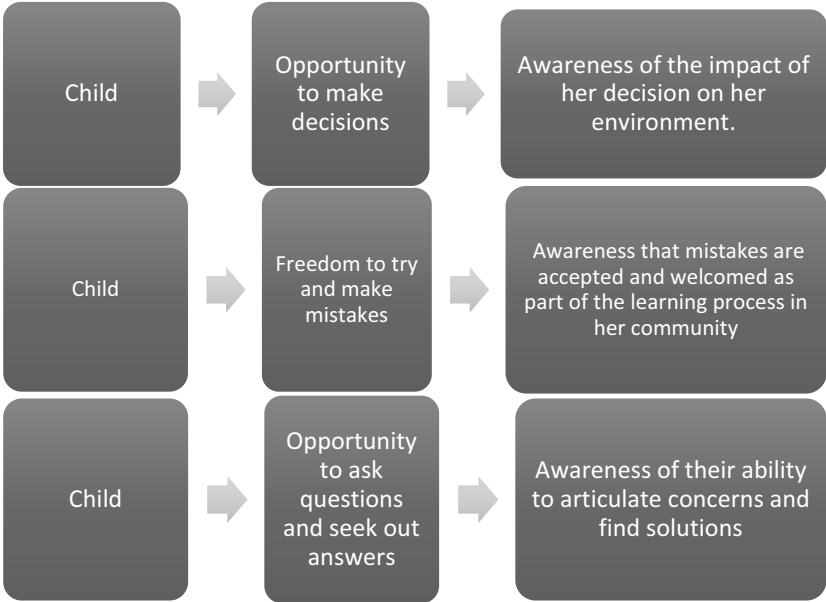 Child
Opportunity
to make
decisions
Awareness of the impact of
her decision on her
environment.
Child
Freedom to try
and make
mistakes
Awareness that mistakes are
accepted and welcomed as
part of the learning process in
her community
Child
Opportunity
to ask
questions
and seek out
answers
Awareness of their ability
to articulate concerns and
find solutions